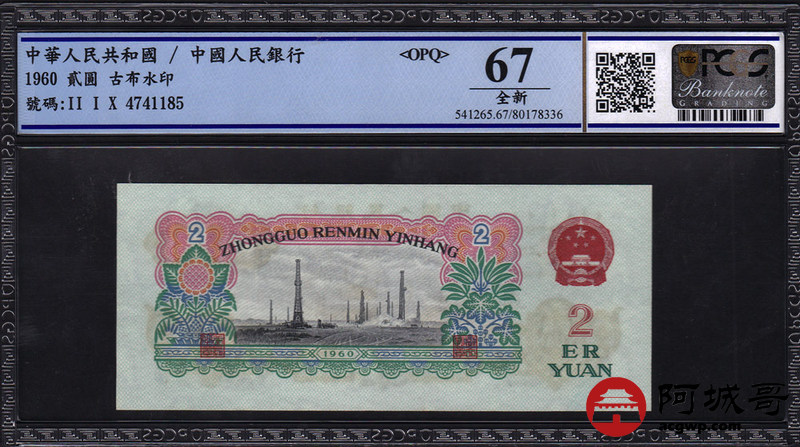 中華人民共和國 / 中國人民銀行
1960 貳圓 古布水印
號碼:II I X 4741185
<OPQ>
67
全新
541265.67/80178336
PCGS
PCGS
Banknote
GRADING
2
2
ZHONGGUO RENMIN YINHANG
1960
2
ER
YUAN
阿城哥
acgwp.com